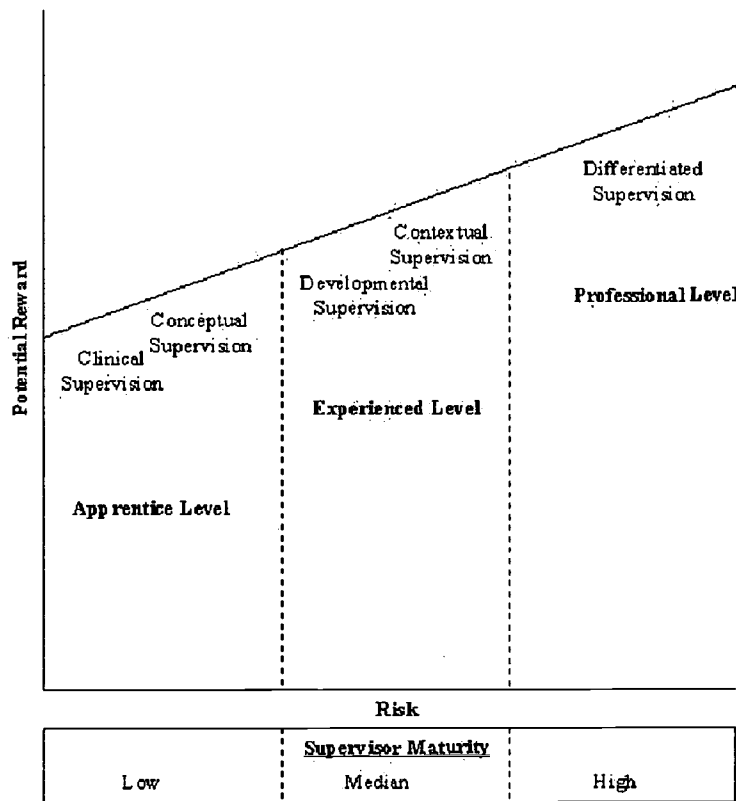 Differentiated
Supervision
Contextual
Supervision
Developmental
Supervision
Professional Level
Conceptual
Supervision
Clinical
Supervision
Potential Reward
Experienced Level
Apprentice Level
Risk
Supervisor Maturity
Low Median High